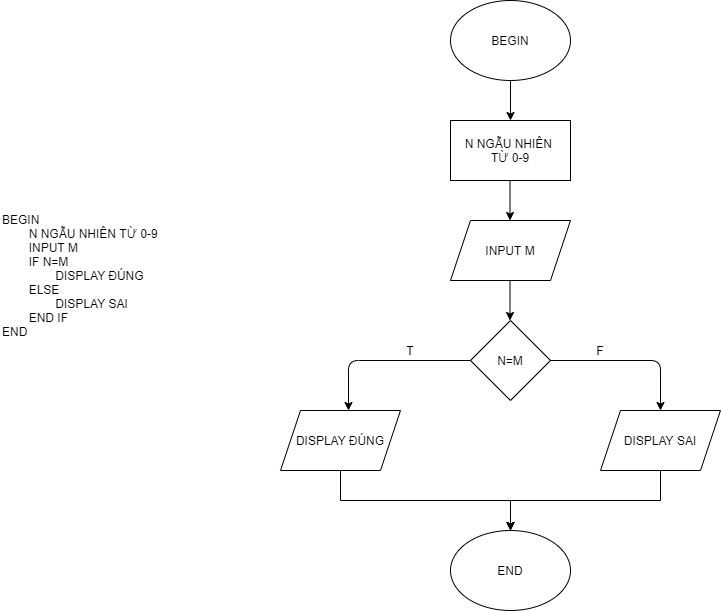 BEGIN
N NGẪU NHIÊN TỪ 0-9
INPUT M
IF N=M
DISPLAY ĐÚNG
ELSE
DISPLAY SAI
END IF
END
BEGIN
N NGẪU NHIÊN
TỪ 0-9
INPUT M
N=M
T
F
DISPLAY ĐÚNG
DISPLAY SAI
END